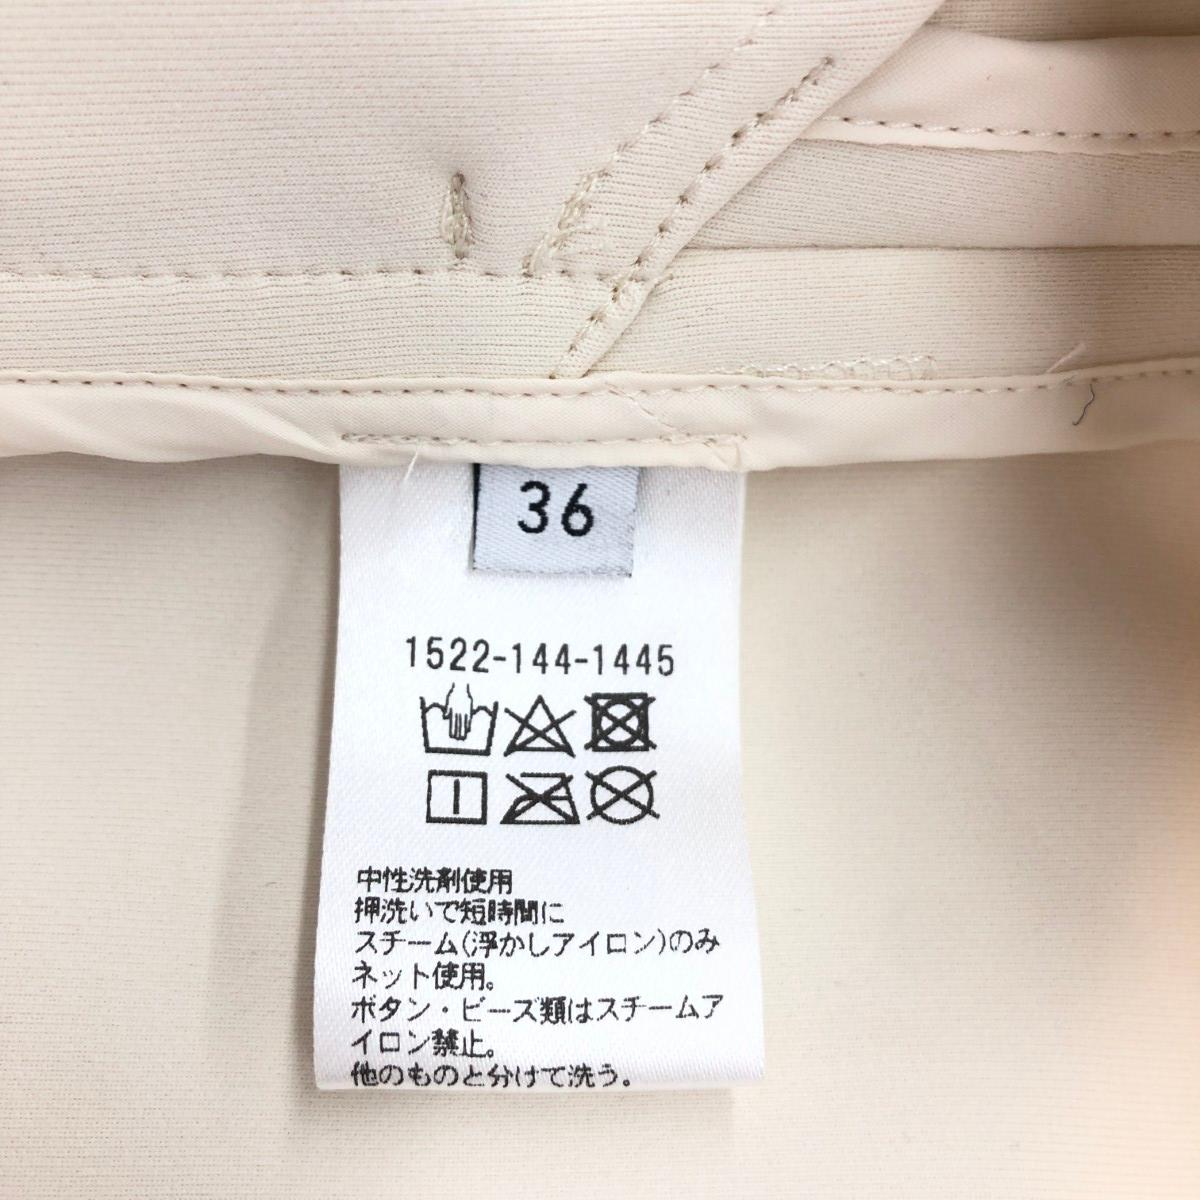 36
1522-144-1445
中性洗剤使用
押洗いで短時間に
スチーム(浮かしアイロン)のみ
ネット使用。
ボタン・ビーズ類はスチームア
イロン禁止。
他のものと分けて洗う。